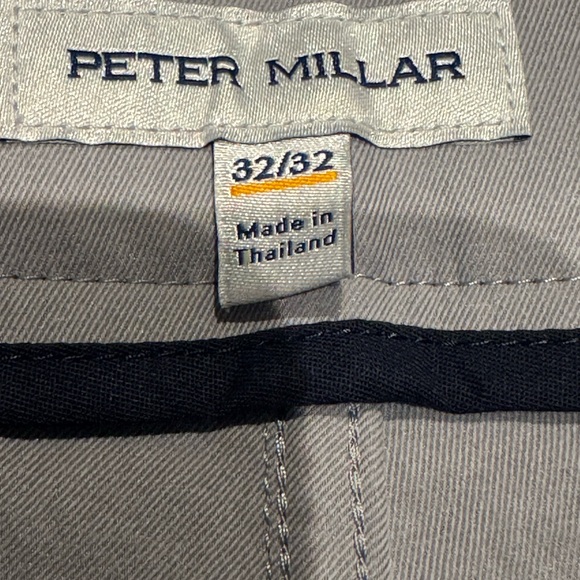 PETER MILLAR
32/32
Made in
Thailand